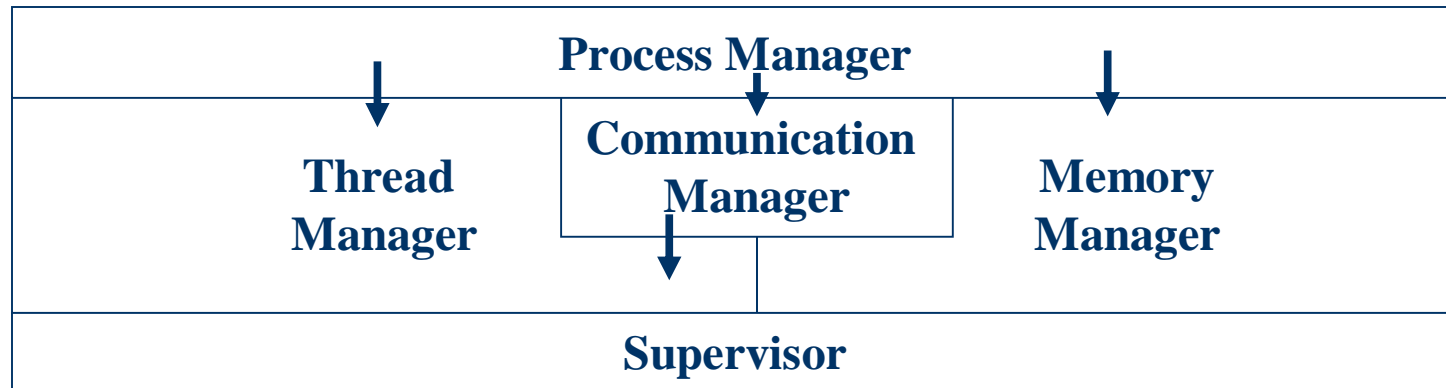 Process Manager
Thread
Manager
Communication
Manager
Memory
Manager
Supervisor